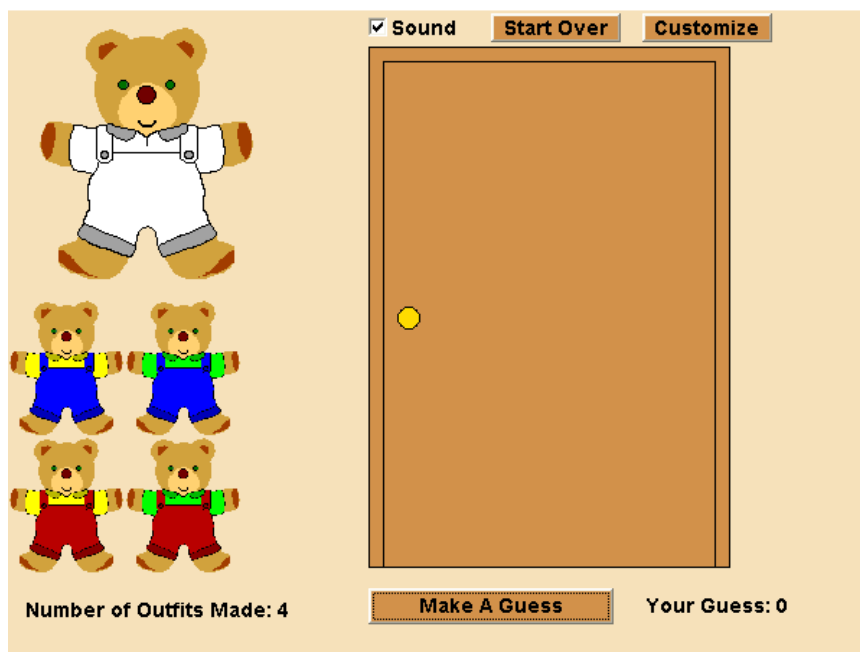 Sound
Start Over
Customize
Number of Outfits Made: 4
Make A Guess
Your Guess: 0